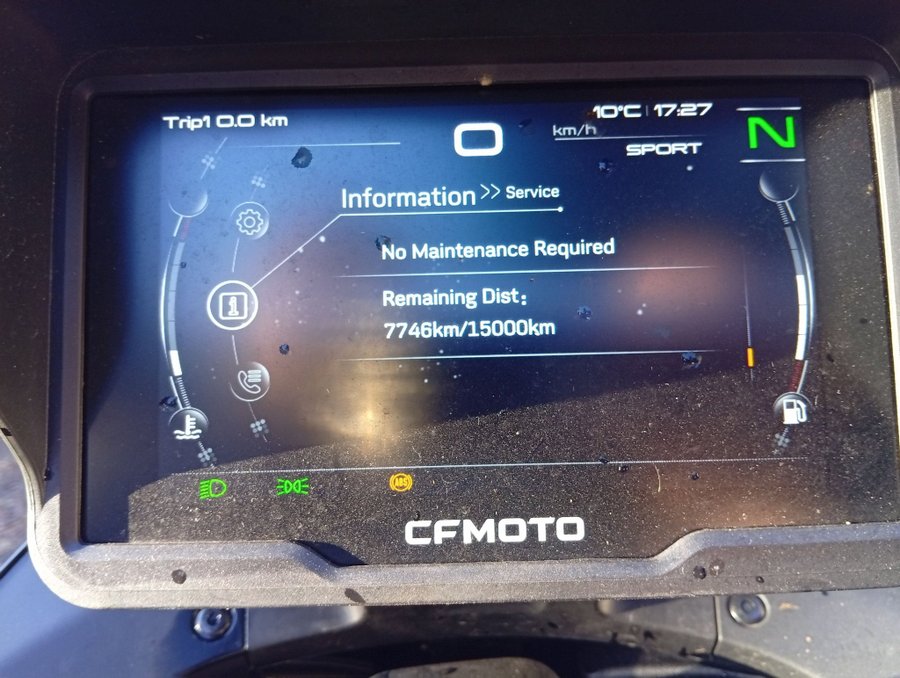 Trip1 0.0 km
10°C | 17:27
0
km/h
N
SPORT
Information >> Service
No Maintenance Required
Remaining Dist:
7746km/15000km
ABS
CFMOTO